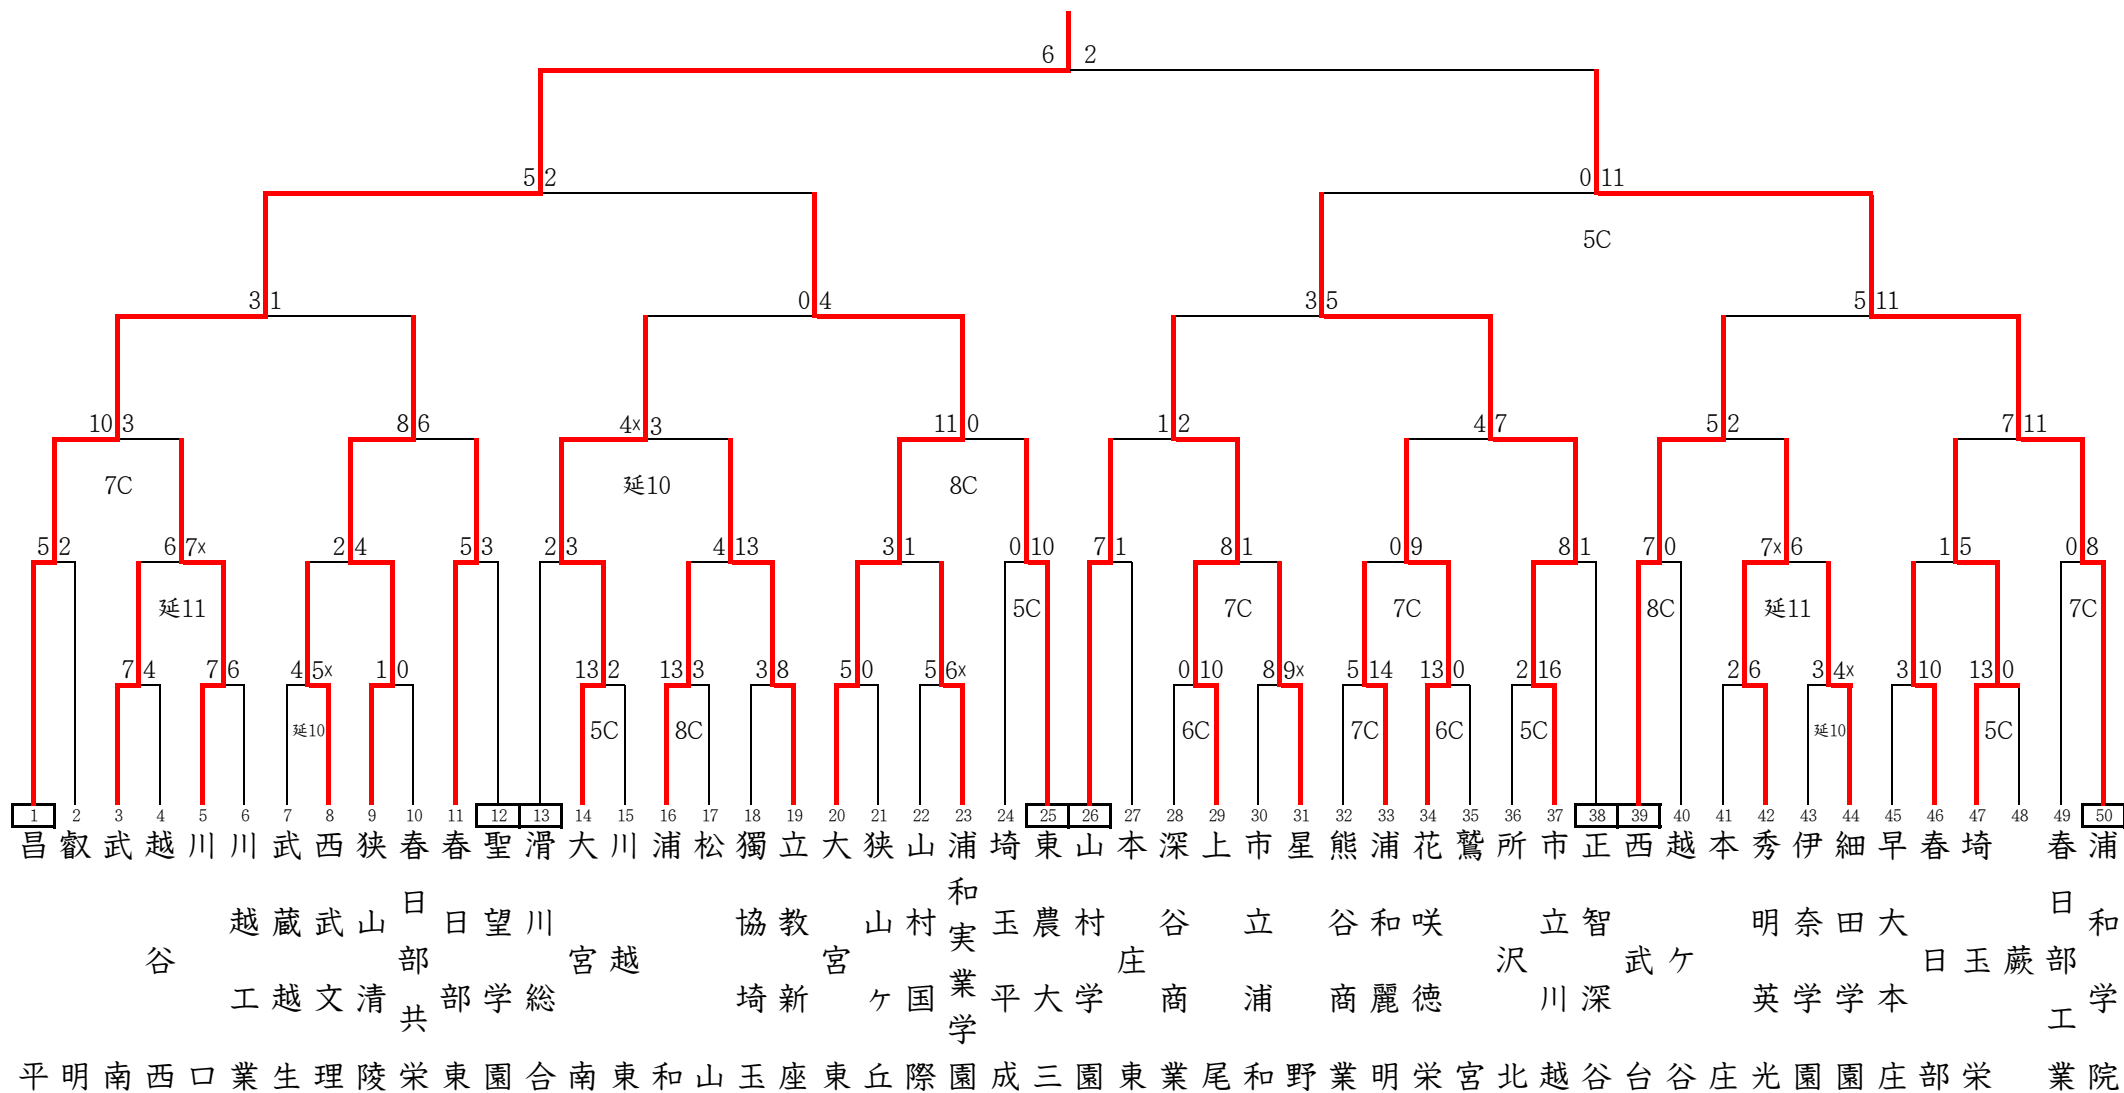 6 2
5 2 0 11
5C
3 1 0 4 3 5 5 11
10 3 8 6 4x 3 11 0 1 2 4 7 5 2 7 11
7C 延10 8C
5 2 6 7x 2 4 5 3 2 3 4 13 3 1 0 10 7 1 8 1 0 9 8 1 7 0 7x 6 1 5 0 8
延11 5C 7C 7C 8C 延11 7C
7 4 7 6 4 5x 1 0 13 2 13 3 3 8 5 0 5 6x 0 10 8 9x 5 14 13 0 2 16 2 6 3 4x 3 10 13 0
延10 5C 8C 6C 7C 6C 5C 延10 5C
1 2 3 4 5 6 7 8 9 10 11 12 13 14 15 16 17 18 19 20 21 22 23 24 25 26 27 28 29 30 31 32 33 34 35 36 37 38 39 40 41 42 43 44 45 46 47 48 49 50
昌平
叡明
武南
越谷西
川口
川越工業
武蔵越生
西武文理
狭山清陵
春日部共栄
春日部東
聖望学園
滑川総合
大宮南
川越東
浦和
松山
獨協埼玉
立教新座
大宮東
狭山ヶ丘
山村国際
浦和実業学園
埼玉平成
東農大三
山村学園
本庄東
深谷商業
上尾
市立浦和
星野
熊谷商業
浦和麗明
花咲徳栄
鷲宮
所沢北
市立川越
正智深谷
西武台
越ケ谷
本庄
秀明英光
伊奈学園
細田学園
早大本庄
春日部
埼玉栄
蕨
春日部工業
浦和学院